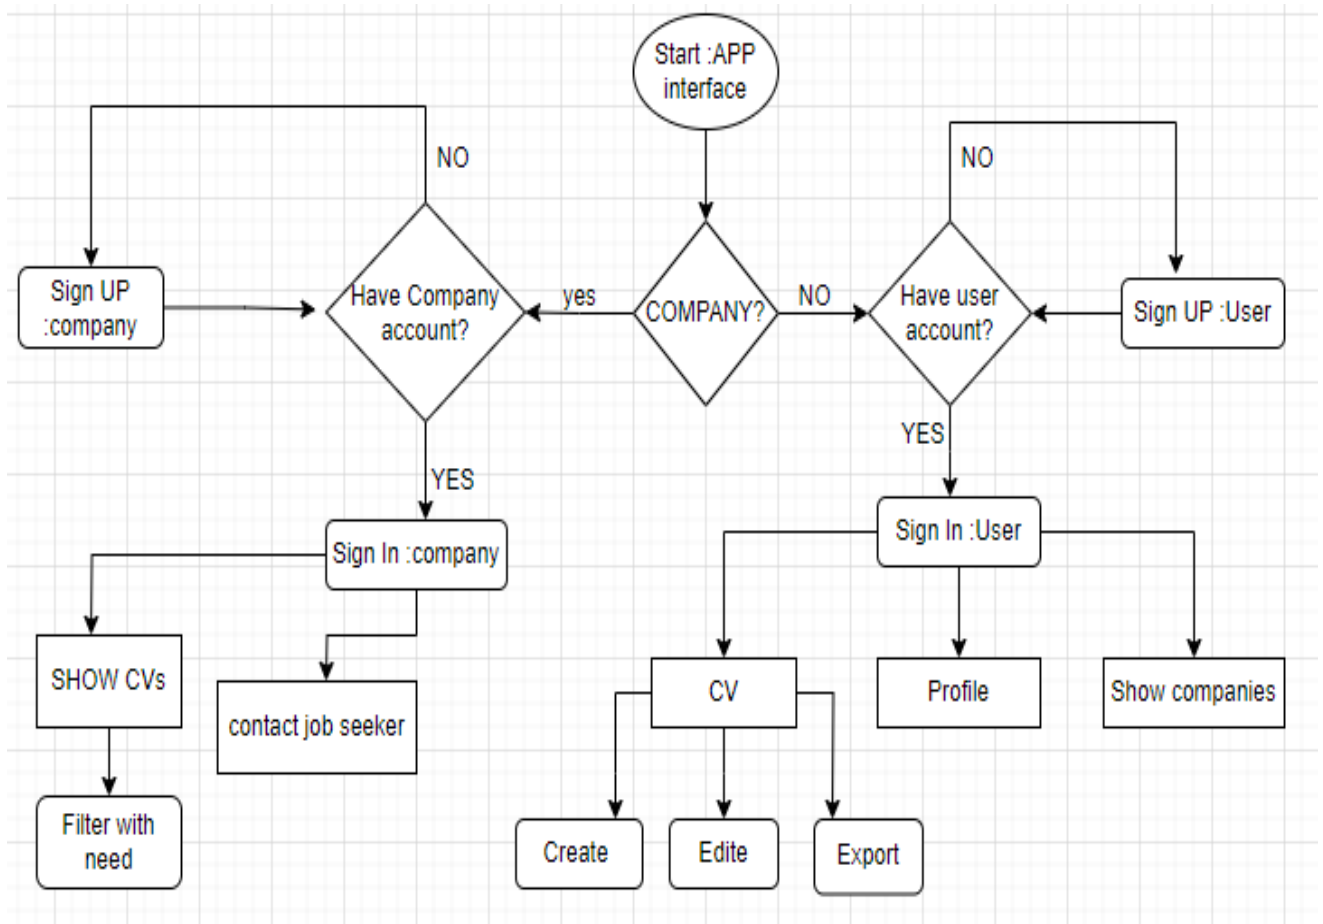 Start :APP
interface
NO
NO
Sign UP
:company
Have Company
account?
yes
COMPANY?
NO
Have user
account?
Sign UP :User
YES
YES
Sign In :company
Sign In :User
SHOW CVs
contact job seeker
CV
Profile
Show companies
Filter with
need
Create
Edite
Export